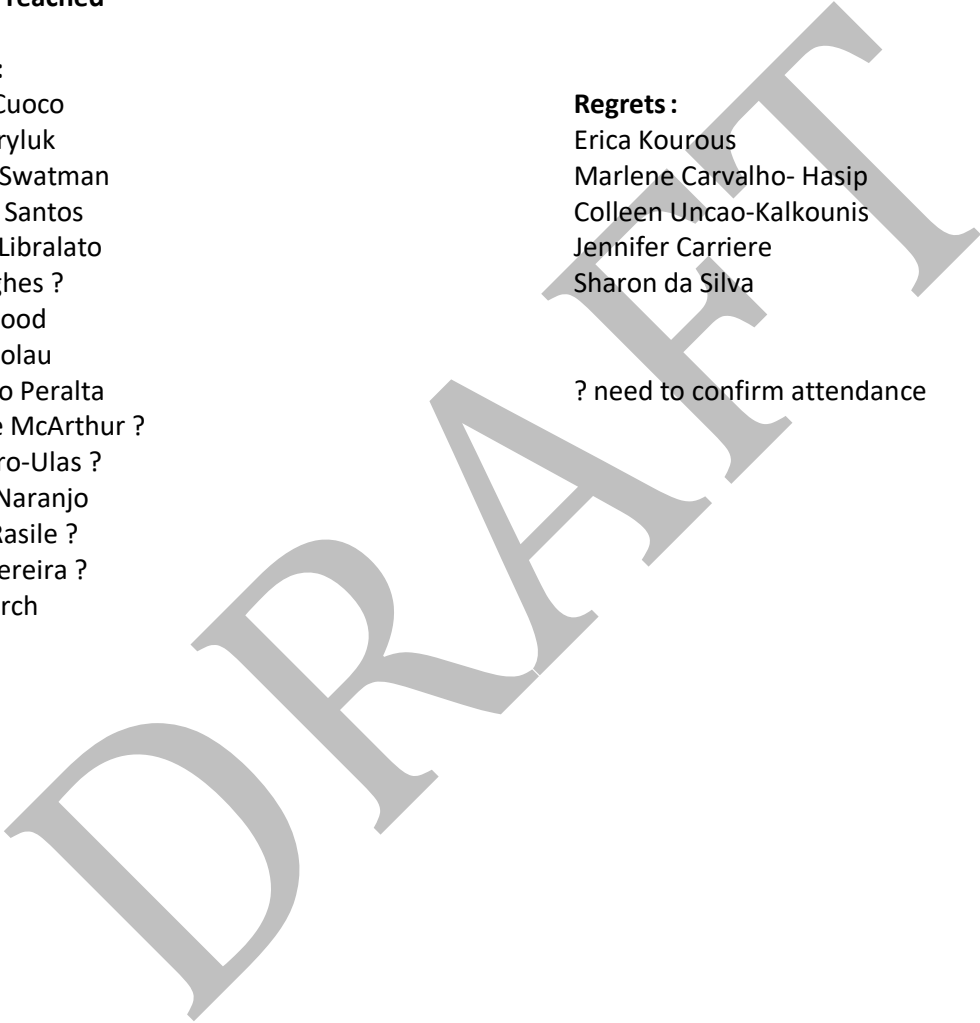 reached
:
Cuoco
ryluk
Swatman
Santos
Libralato
ghes ?
ood
olau
o Peralta
e McArthur ?
ro-Ulas ?
Naranjo
Rasile ?
ereira ?
rch
Regrets :
Erica Kourous
Marlene Carvalho- Hasip
Colleen Uncao-Kalkounis
Jennifer Carriere
Sharon da Silva
? need to confirm attendance
DRAFT